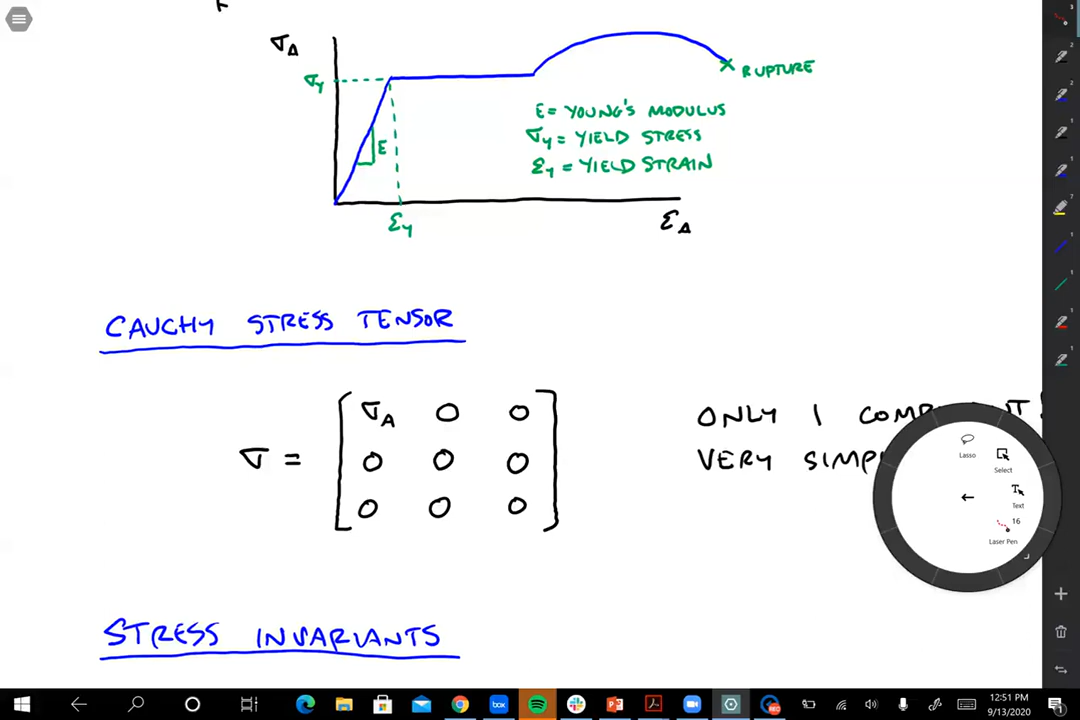 σA
σy
RUPTURE
E = YOUNG'S MODULUS
σy = YIELD STRESS
εy = YIELD STRAIN
E
εy
εA
CAUCHY STRESS TENSOR
σ = [σA 0 0
0 0 0
0 0 0]
ONLY 1
VERY
Lasso
Select
Text
16
Laser Pen
STRESS INVARIANTS
12:51 PM
9/13/2020